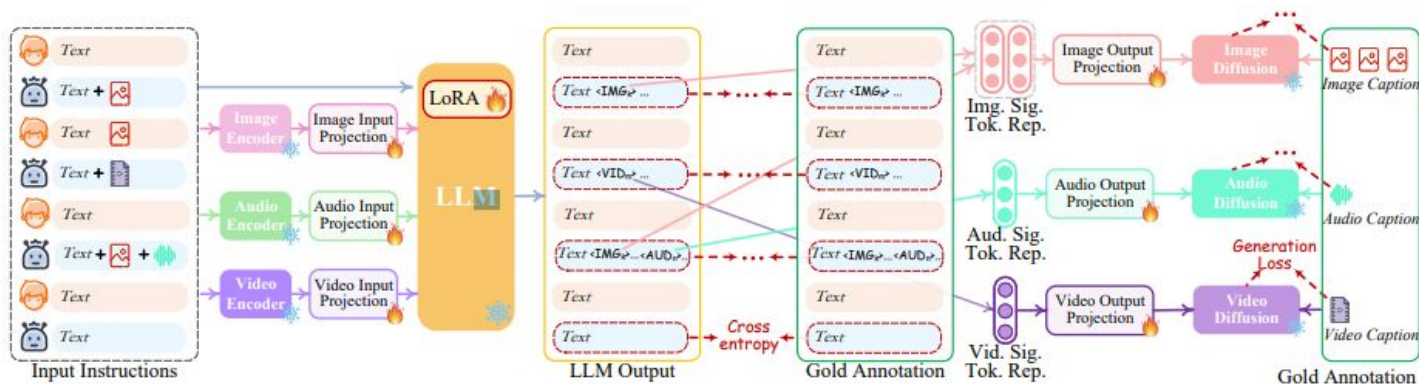 Text
Text +
Text
Text +
Text
Text + +
Text
Text
Input Instructions
Image
Encoder
Image Input
Projection
Audio
Encoder
Audio Input
Projection
Video
Encoder
Video Input
Projection
LoRA
LLM
Text
Text <IMG
Text
Text <VID
Text
Text <IMG
<AUD
Text
Text
LLM Output
Cross
entropy
Text
Text <IMG
Text
Text <VID
Text
Text <IMG
<AUD
Text
Text
Gold Annotation
Img. Sig.
Tok. Rep.
Image Output
Projection
Image
Diffusion
Image Caption
Aud. Sig.
Tok. Rep.
Audio Output
Projection
Audio
Diffusion
Audio Caption
Generation
Loss
Vid. Sig.
Tok. Rep.
Video Output
Projection
Video
Diffusion
Video Caption
Gold Annotation